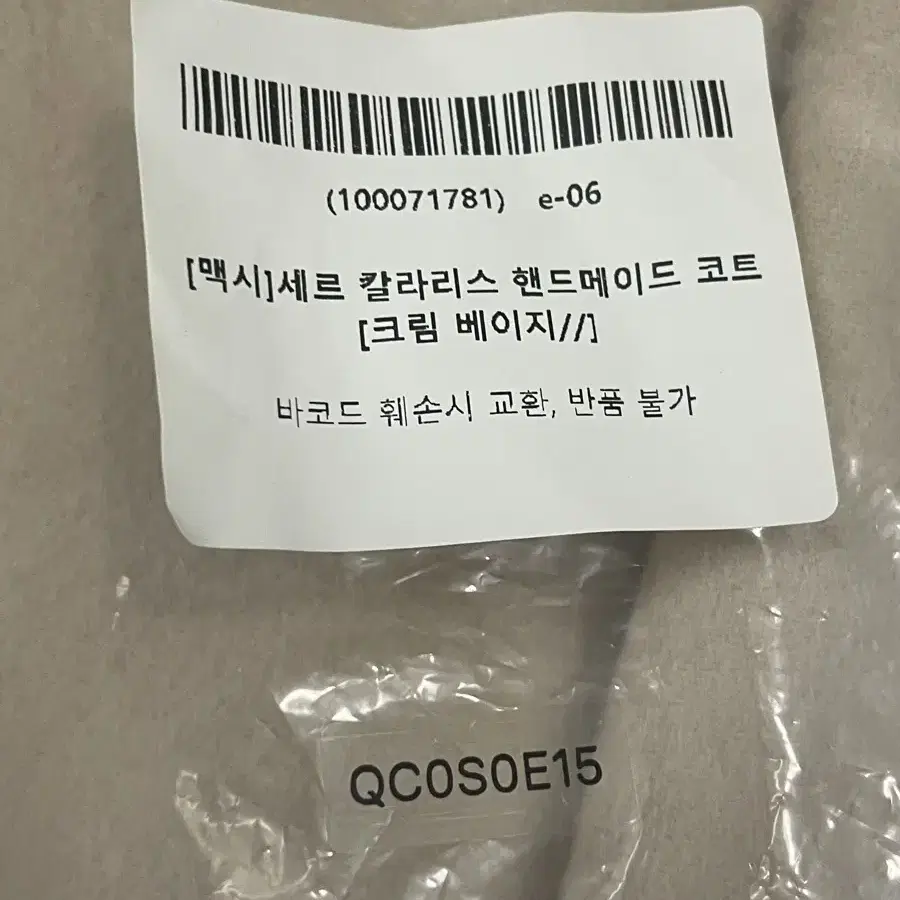 (100071781) e-06
[맥시]세르 칼라리스 핸드메이드 코트
[크림 베이지//]
바코드 훼손시 교환, 반품 불가
QC0S0E15